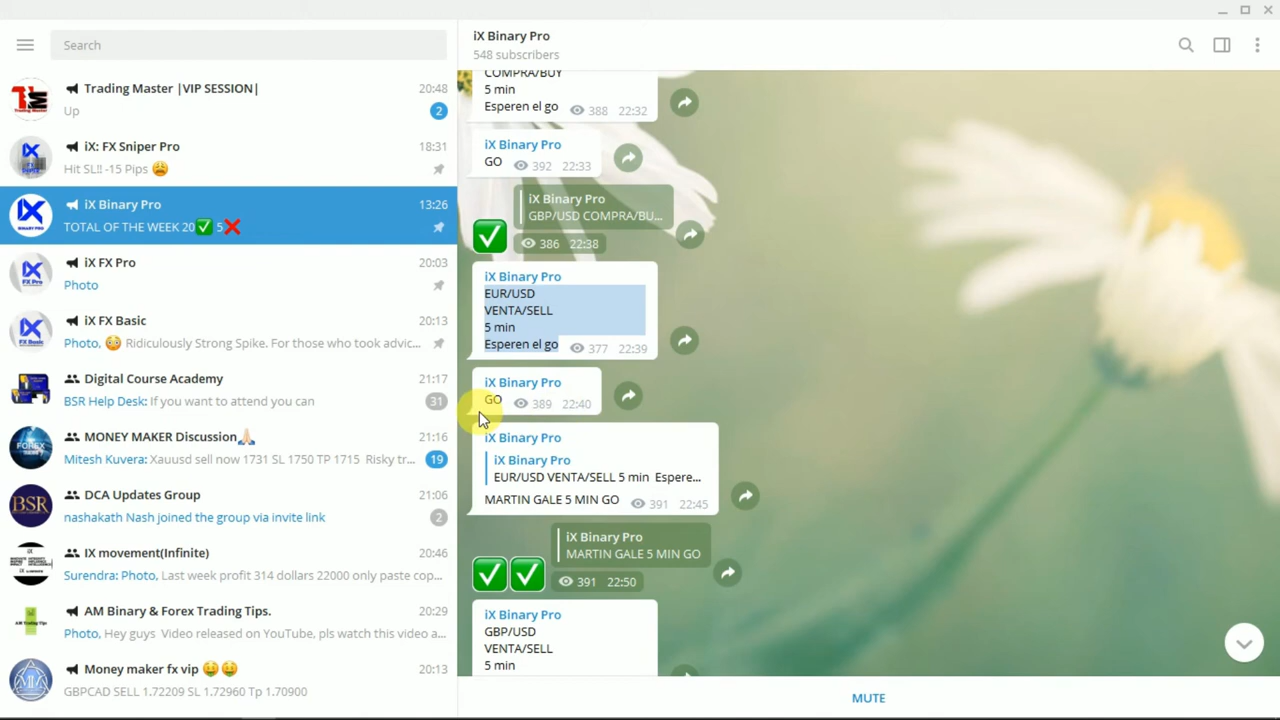 Search
Trading Master |VIP SESSION|
20:48
Up
2
iX: FX Sniper Pro
18:31
Hit SL!! -15 Pips 😩
iX Binary Pro
13:26
TOTAL OF THE WEEK 20✅ 5❌
iX FX Pro
20:03
Photo
iX FX Basic
20:13
Photo, 😳 Ridiculously Strong Spike. For those who took advic...
Digital Course Academy
21:17
BSR Help Desk: If you want to attend you can
31
MONEY MAKER Discussion🙏🏻
21:16
Mitesh Kuvera: Xauusd sell now 1731 SL 1750 TP 1715 Risky tr...
19
DCA Updates Group
21:06
nashakath Nash joined the group via invite link
2
IX movement(Infinite)
20:46
Surendra: Photo, Last week profit 314 dollars 22000 only paste cop...
AM Binary & Forex Trading Tips.
20:29
Photo, Hey guys Video released on YouTube, pls watch this video a...
Money maker fx vip 🤑🤑
20:13
GBPCAD SELL 1.72209 SL 1.72960 Tp 1.70900
iX Binary Pro
548 subscribers
COMPRA/BUY
5 min
Esperen el go 388 22:32
iX Binary Pro
GO 392 22:33
iX Binary Pro
GBP/USD COMPRA/BU...
✅ 386 22:38
iX Binary Pro
EUR/USD
VENTA/SELL
5 min
Esperen el go 377 22:39
iX Binary Pro
GO 389 22:40
iX Binary Pro
iX Binary Pro
EUR/USD VENTA/SELL 5 min Espere...
MARTIN GALE 5 MIN GO 391 22:45
iX Binary Pro
MARTIN GALE 5 MIN GO
✅✅ 391 22:50
iX Binary Pro
GBP/USD
VENTA/SELL
5 min
MUTE